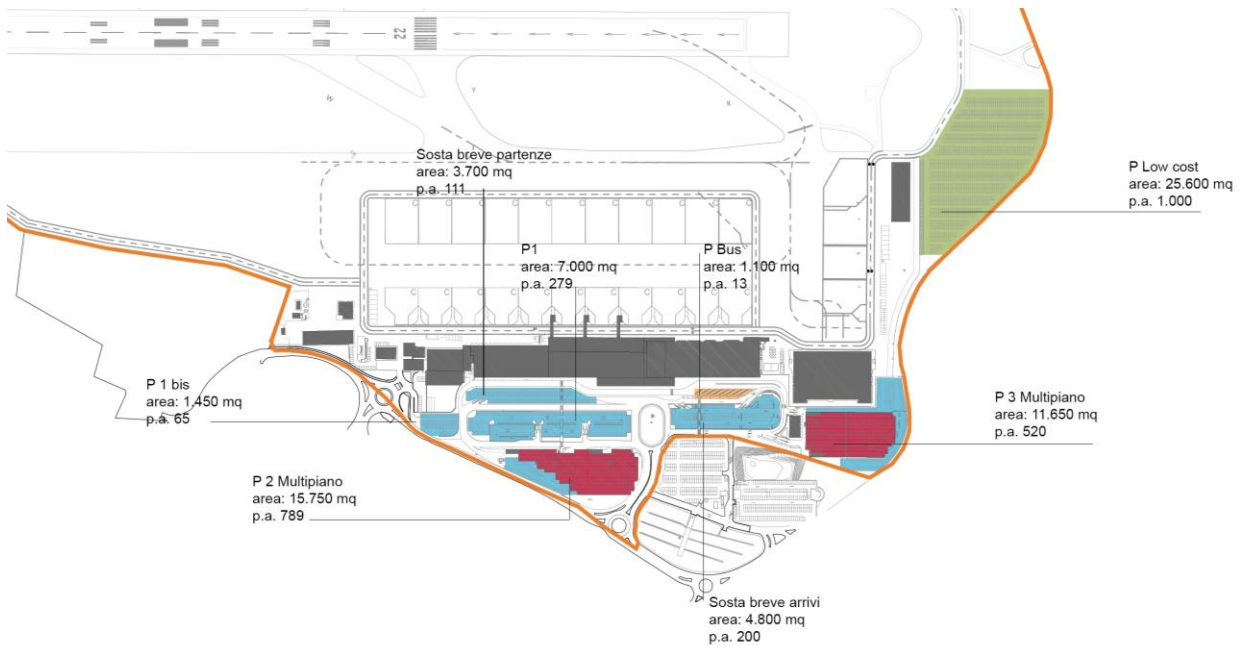 22
W
Y
K
Sosta breve partenze
area: 3.700 mq
p.a. 111
P Low cost
area: 25.600 mq
p.a. 1.000
P1
area: 7.000 mq
p.a. 279
P Bus
area: 1.100 mq
p.a. 13
P 1 bis
area: 1.450 mq
p.a. 65
P 3 Multipiano
area: 11.650 mq
p.a. 520
P 2 Multipiano
area: 15.750 mq
p.a. 789
Sosta breve arrivi
area: 4.800 mq
p.a. 200